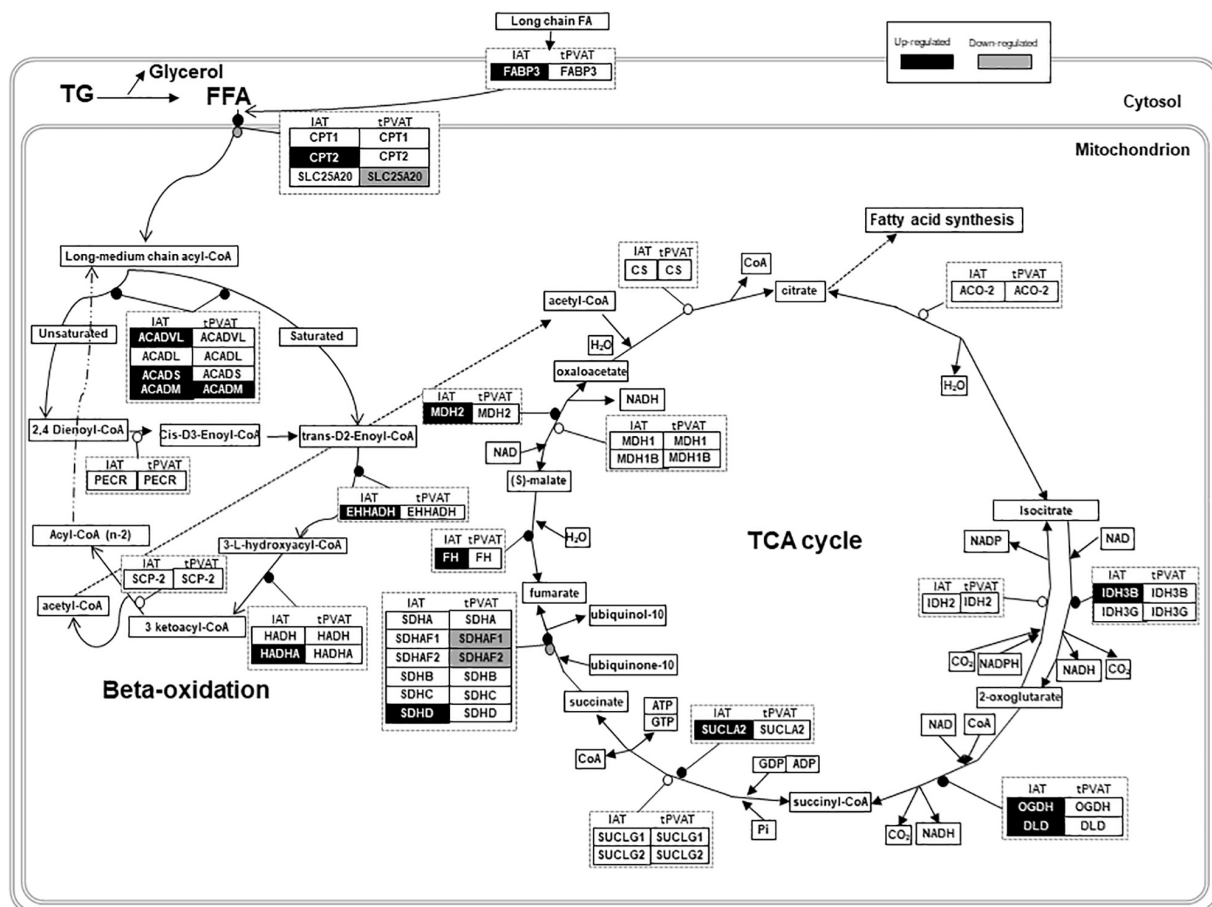 Long chain FA
Up-regulated Down-regulated
IAT tPVAT
FABP3 FABP3
Glycerol
TG FFA
Cytosol
Mitochondrion
IAT tPVAT
CPT1 CPT1
CPT2 CPT2
SLC25A20 SLC25A20
Long-medium chain acyl-CoA
Unsaturated
Saturated
IAT tPVAT
ACADVL ACADVL
ACADL ACADL
ACADS ACADS
ACADM ACADM
2,4 Dienoyl-CoA
Cis-D3-Enoyl-CoA
trans-D2-Enoyl-CoA
IAT tPVAT
PECR PECR
IAT tPVAT
EHHADH EHHADH
Acyl-CoA (n-2)
3-L-hydroxyacyl-CoA
IAT tPVAT
SCP-2 SCP-2
acetyl-CoA
3 ketoacyl-CoA
IAT tPVAT
HADH HADH
HADHA HADHA
Beta-oxidation
Fatty acid synthesis
IAT tPVAT
CS CS
CoA
citrate
acetyl-CoA
H₂O
oxaloacetate
IAT tPVAT
ACO-2 ACO-2
H₂O
IAT tPVAT
MDH2 MDH2
NADH
IAT tPVAT
MDH1 MDH1
MDH1B MDH1B
NAD
(S)-malate
IAT tPVAT
FH FH
H₂O
fumarate
TCA cycle
Isocitrate
NADP
NAD
IAT tPVAT
IDH2 IDH2
IAT tPVAT
IDH3B IDH3B
IDH3G IDH3G
CO₂
NADPH
NADH
CO₂
2-oxoglutarate
IAT tPVAT
SDHA SDHA
SDHAF1 SDHAF1
SDHAF2 SDHAF2
SDHB SDHB
SDHC SDHC
SDHD SDHD
ubiquinol-10
ubiquinone-10
succinate
ATP
GTP
CoA
IAT tPVAT
SUCLA2 SUCLA2
GDP ADP
NAD
CoA
succinyl-CoA
Pi
IAT tPVAT
SUCLG1 SUCLG1
SUCLG2 SUCLG2
CO₂
NADH
IAT tPVAT
OGDH OGDH
DLD DLD